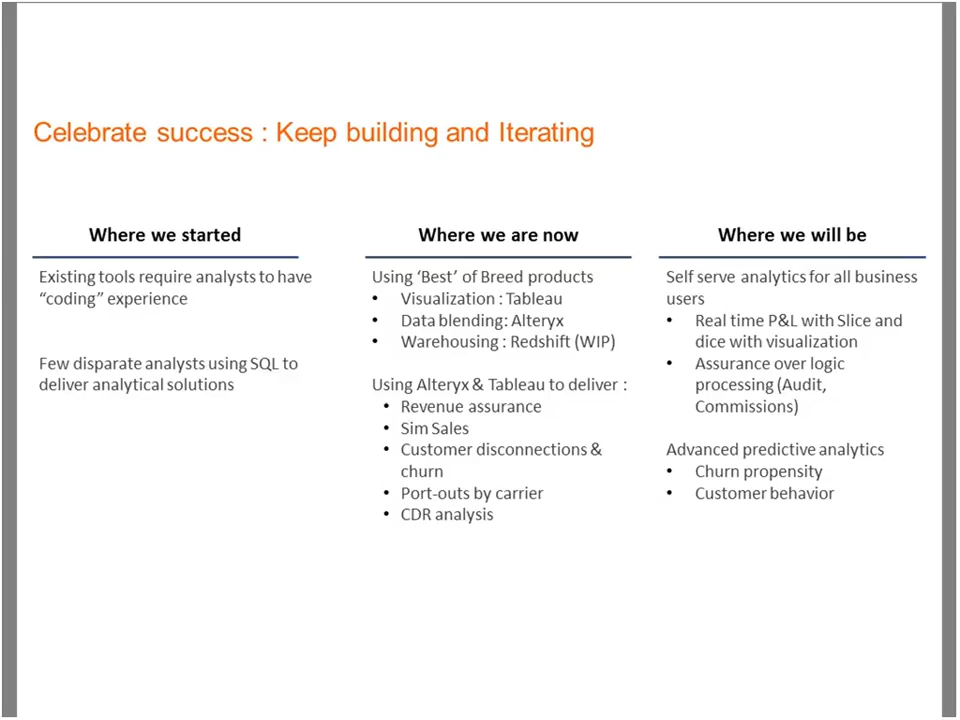 Celebrate success : Keep building and Iterating
Where we started
Existing tools require analysts to have
“coding” experience
Few disparate analysts using SQL to
deliver analytical solutions
Where we are now
Using ‘Best’ of Breed products
• Visualization : Tableau
• Data blending: Alteryx
• Warehousing : Redshift (WIP)
Using Alteryx & Tableau to deliver :
• Revenue assurance
• Sim Sales
• Customer disconnections &
churn
• Port-outs by carrier
• CDR analysis
Where we will be
Self serve analytics for all business
users
• Real time P&L with Slice and
dice with visualization
• Assurance over logic
processing (Audit,
Commissions)
Advanced predictive analytics
• Churn propensity
• Customer behavior